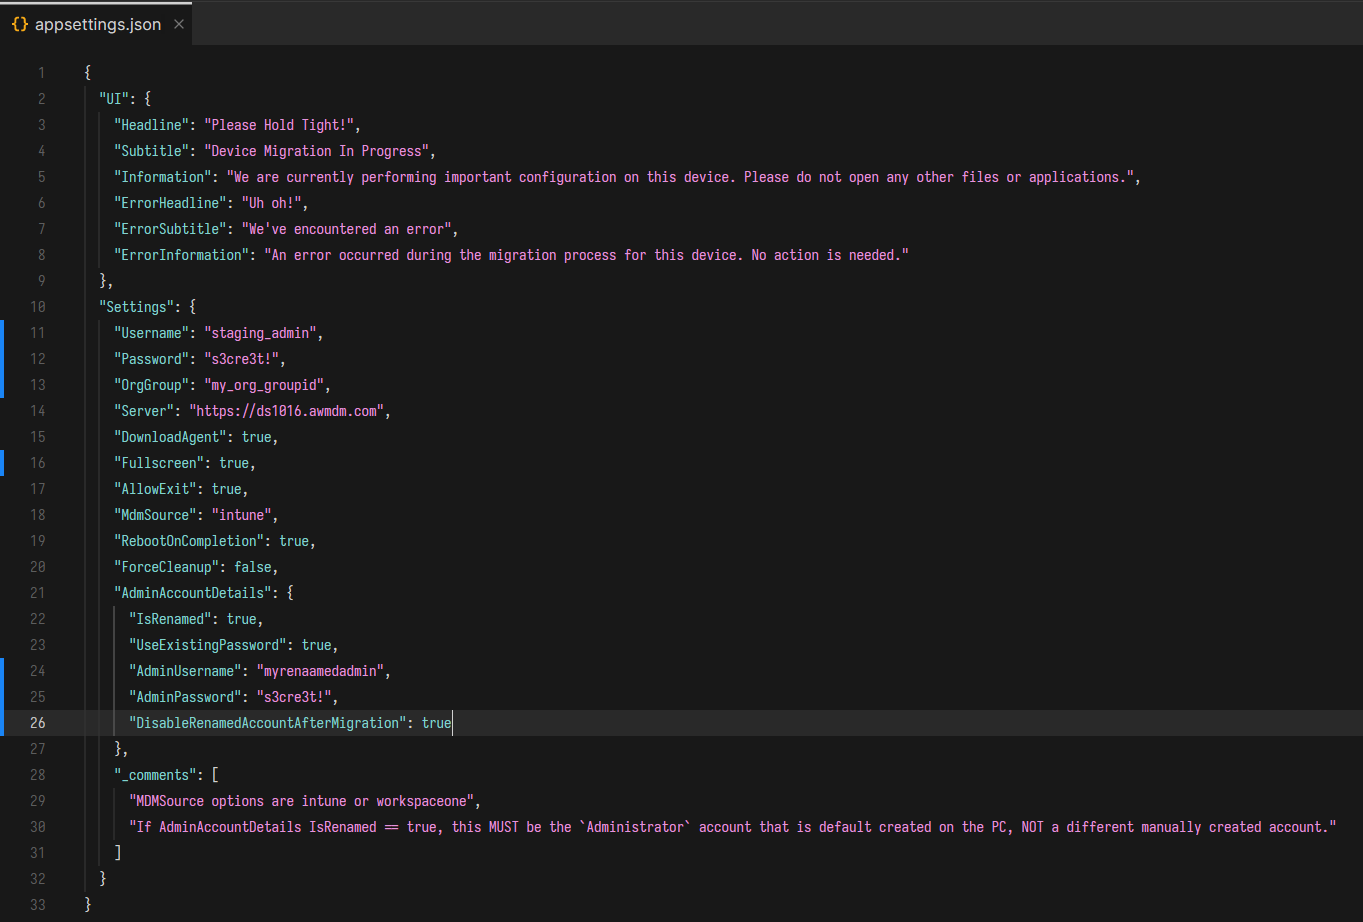 {} appsettings.json ×
1 {
2 "UI": {
3 "Headline": "Please Hold Tight!",
4 "Subtitle": "Device Migration In Progress",
5 "Information": "We are currently performing important configuration on this device. Please do not open any other files or applications.",
6 "ErrorHeadline": "Uh oh!",
7 "ErrorSubtitle": "We've encountered an error",
8 "ErrorInformation": "An error occurred during the migration process for this device. No action is needed."
9 },
10 "Settings": {
11 "Username": "staging_admin",
12 "Password": "s3cre3t!",
13 "OrgGroup": "my_org_groupid",
14 "Server": "https://ds1016.awmdm.com",
15 "DownloadAgent": true,
16 "Fullscreen": true,
17 "AllowExit": true,
18 "MdmSource": "intune",
19 "RebootOnCompletion": true,
20 "ForceCleanup": false,
21 "AdminAccountDetails": {
22 "IsRenamed": true,
23 "UseExistingPassword": true,
24 "AdminUsername": "myrenaamedadmin",
25 "AdminPassword": "s3cre3t!",
26 "DisableRenamedAccountAfterMigration": true
27 },
28 "_comments": [
29 "MDMSource options are intune or workspaceone",
30 "If AdminAccountDetails IsRenamed == true, this MUST be the `Administrator` account that is default created on the PC, NOT a different manually created account."
31 ]
32 }
33 }